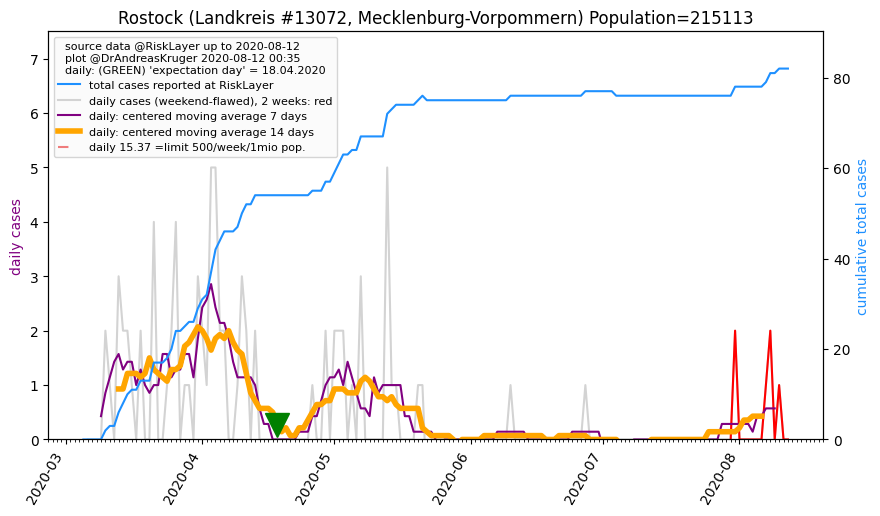 Rostock (Landkreis #13072, Mecklenburg-Vorpommern) Population=215113
source data @RiskLayer up to 2020-08-12
plot @DrAndreasKruger 2020-08-12 00:35
daily: (GREEN) 'expectation day' = 18.04.2020
total cases reported at RiskLayer
daily cases (weekend-flawed), 2 weeks: red
daily: centered moving average 7 days
daily: centered moving average 14 days
daily 15.37 =limit 500/week/1mio pop.
daily cases
7
6
5
4
3
2
1
0
cumulative total cases
80
60
40
20
0
2020-03
2020-04
2020-05
2020-06
2020-07
2020-08